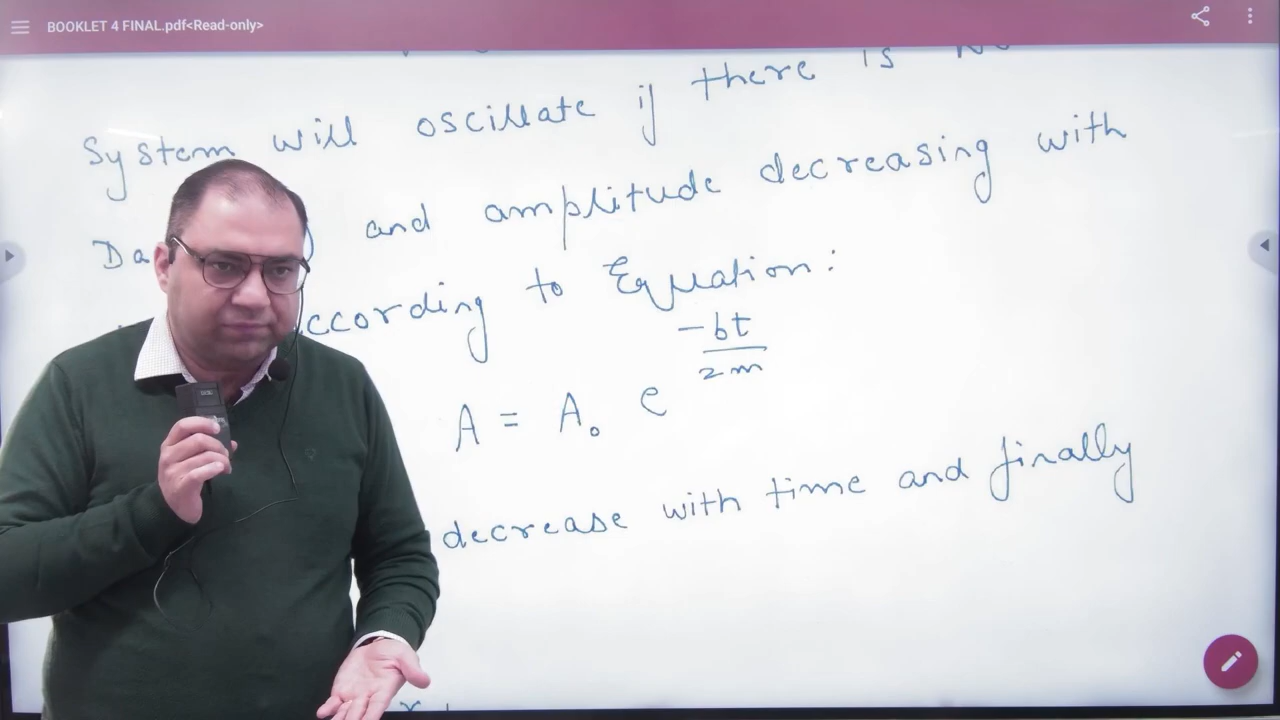 BOOKLET 4 FINAL.pdf<Read-only>
System will oscillate if there is
and amplitude decreasing with
according to Equation:
A = A₀ e^(-bt/2m)
decrease with time and finally